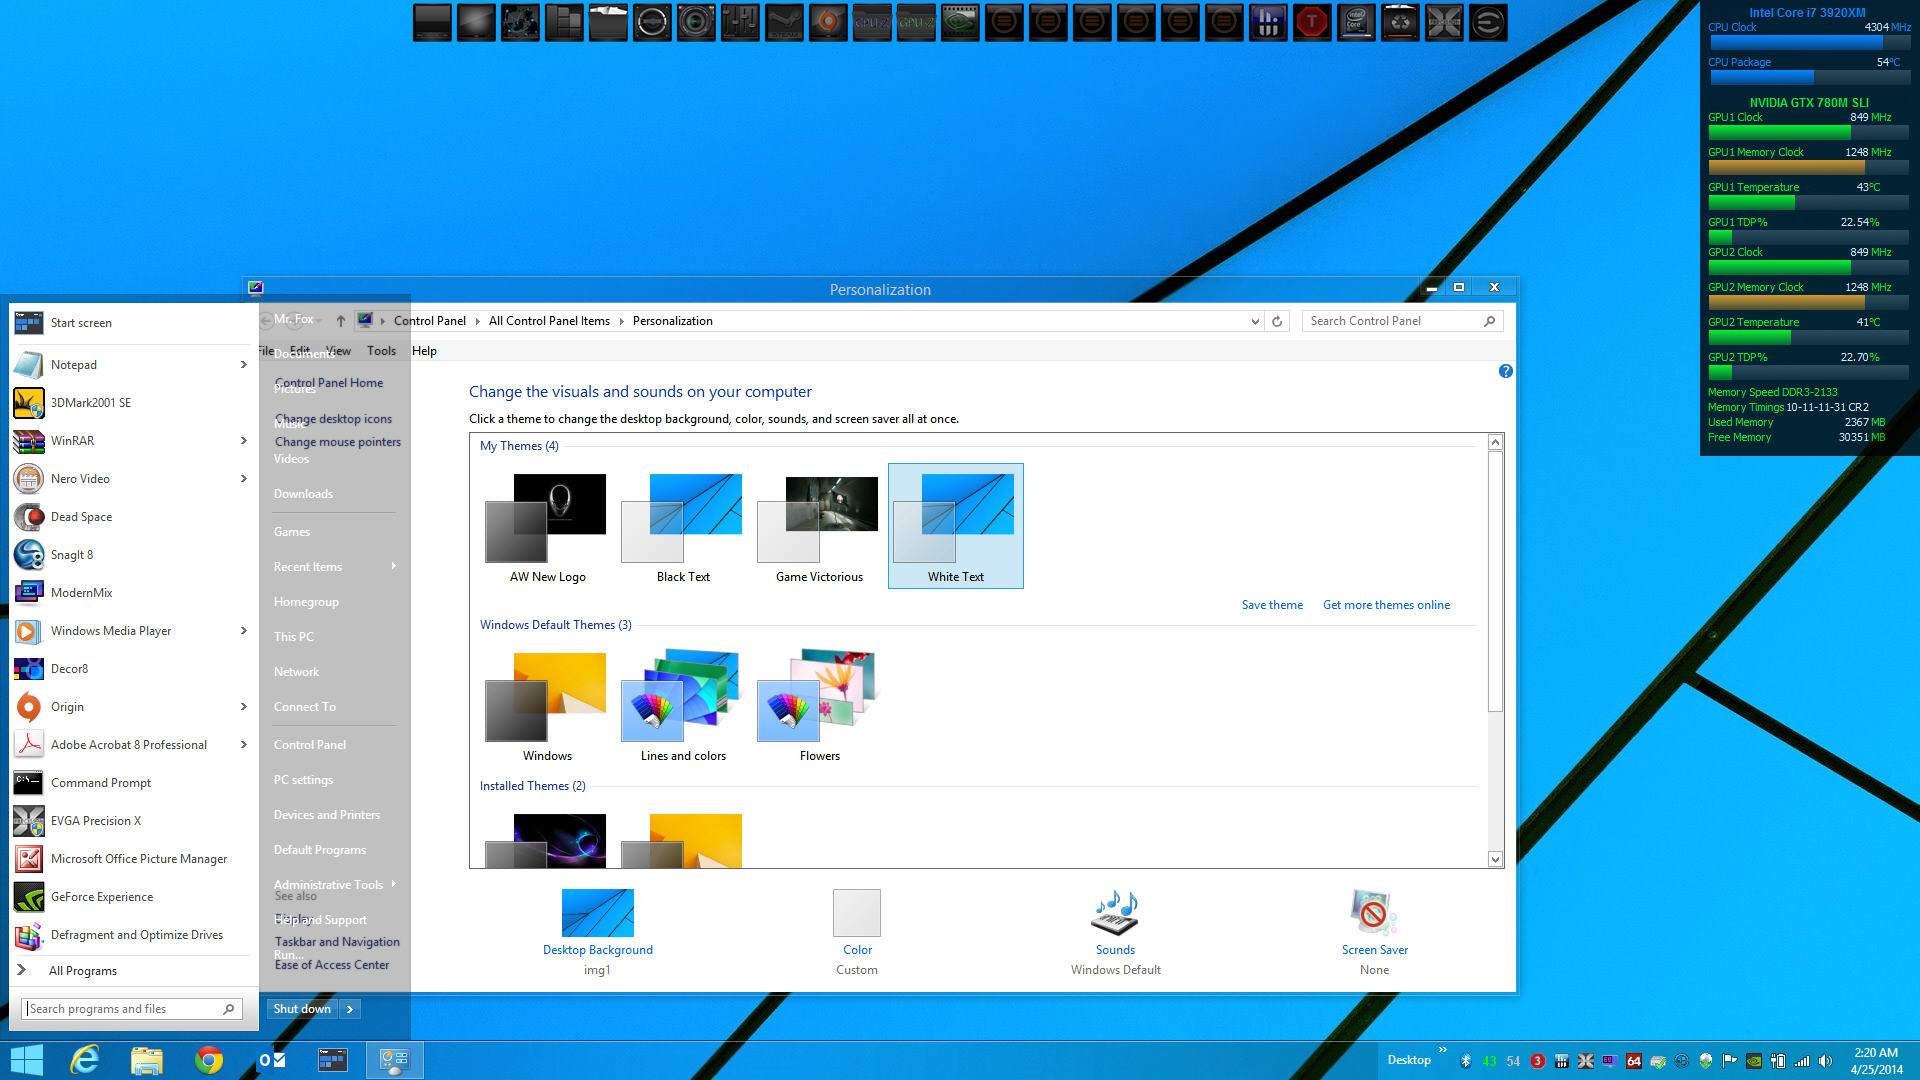 Intel Core i7 3920XM
CPU Clock 4304 MHz
CPU Package 54°C
NVIDIA GTX 780M SLI
GPU1 Clock 849 MHz
GPU1 Memory Clock 1248 MHz
GPU1 Temperature 43°C
GPU1 TDP% 22.54%
GPU2 Clock 849 MHz
GPU2 Memory Clock 1248 MHz
GPU2 Temperature 41°C
GPU2 TDP% 22.70%
Memory Speed DDR3-2133
Memory Timings 10-11-11-31 CR2
Used Memory 2367 MB
Free Memory 30351 MB
Personalization
Control Panel All Control Panel Items Personalization
Search Control Panel
File Edit View Tools Help
Control Panel Home
Change desktop icons
Change mouse pointers
See also
Display
Taskbar and Navigation
Ease of Access Center
Change the visuals and sounds on your computer
Click a theme to change the desktop background, color, sounds, and screen saver all at once.
My Themes (4)
AW New Logo
Black Text
Game Victorious
White Text
Save theme
Get more themes online
Windows Default Themes (3)
Windows
Lines and colors
Flowers
Installed Themes (2)
Desktop Background
img1
Color
Custom
Sounds
Windows Default
Screen Saver
None
Start screen
Notepad
3DMark2001 SE
WinRAR
Nero Video
Dead Space
SnagIt 8
ModernMix
Windows Media Player
Decor8
Origin
Adobe Acrobat 8 Professional
Command Prompt
EVGA Precision X
Microsoft Office Picture Manager
GeForce Experience
Defragment and Optimize Drives
All Programs
Search programs and files
Mr. Fox
Documents
Pictures
Music
Videos
Downloads
Games
Recent Items
Homegroup
This PC
Network
Connect To
Control Panel
PC settings
Devices and Printers
Default Programs
Administrative Tools
Help and Support
Run...
Shut down
Desktop
43
54
3
64
2:20 AM
4/25/2014